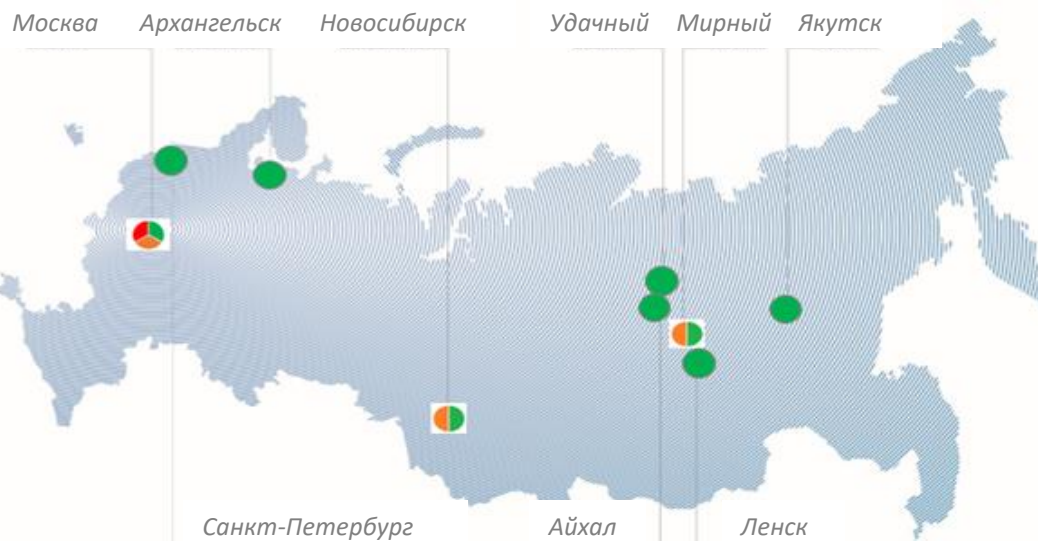 Москва Архангельск Новосибирск Удачный Мирный Якутск
Санкт-Петербург Айхал Ленск